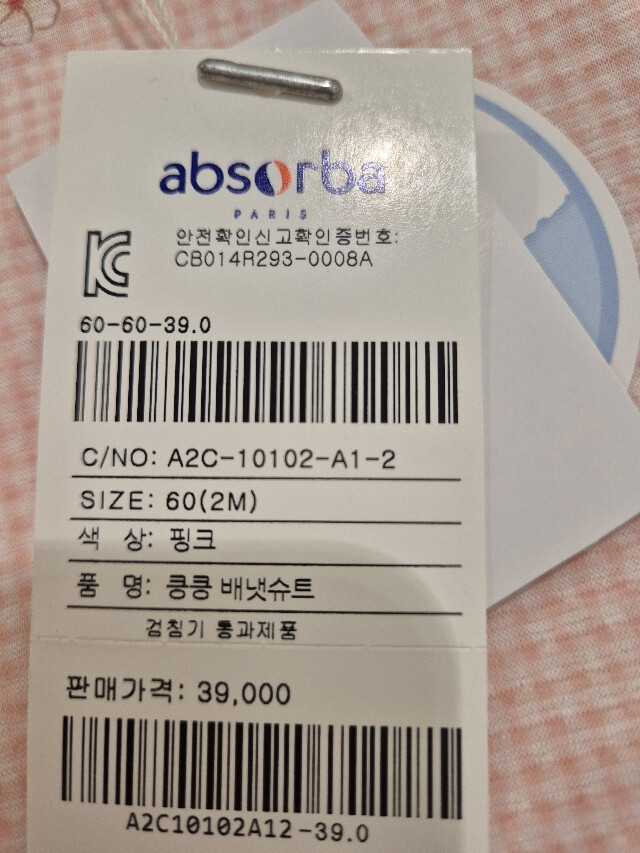 absorba
PARIS
안전확인신고확인증번호:
CB014R293-0008A
60-60-39.0
C/NO: A2C-10102-A1-2
SIZE: 60(2M)
색 상: 핑크
품 명: 킁킁 배냇슈트
검침기 통과제품
판매가격: 39,000
A2C10102A12-39.0